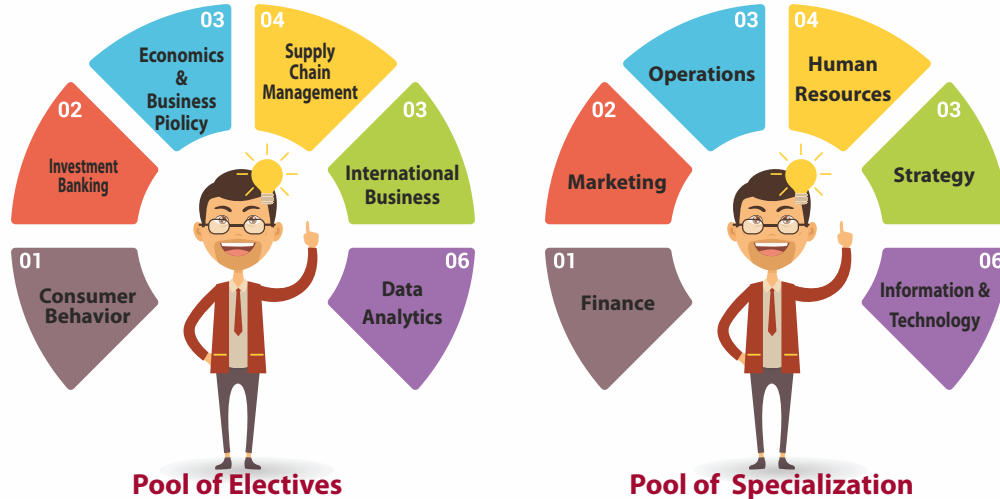 01
Consumer
Behavior
02
Investment
Banking
03
Economics
&
Business
Piolicy
04
Supply
Chain
Management
03
International
Business
06
Data
Analytics
Pool of Electives
01
Finance
02
Marketing
03
Operations
04
Human
Resources
03
Strategy
06
Information &
Technology
Pool of Specialization